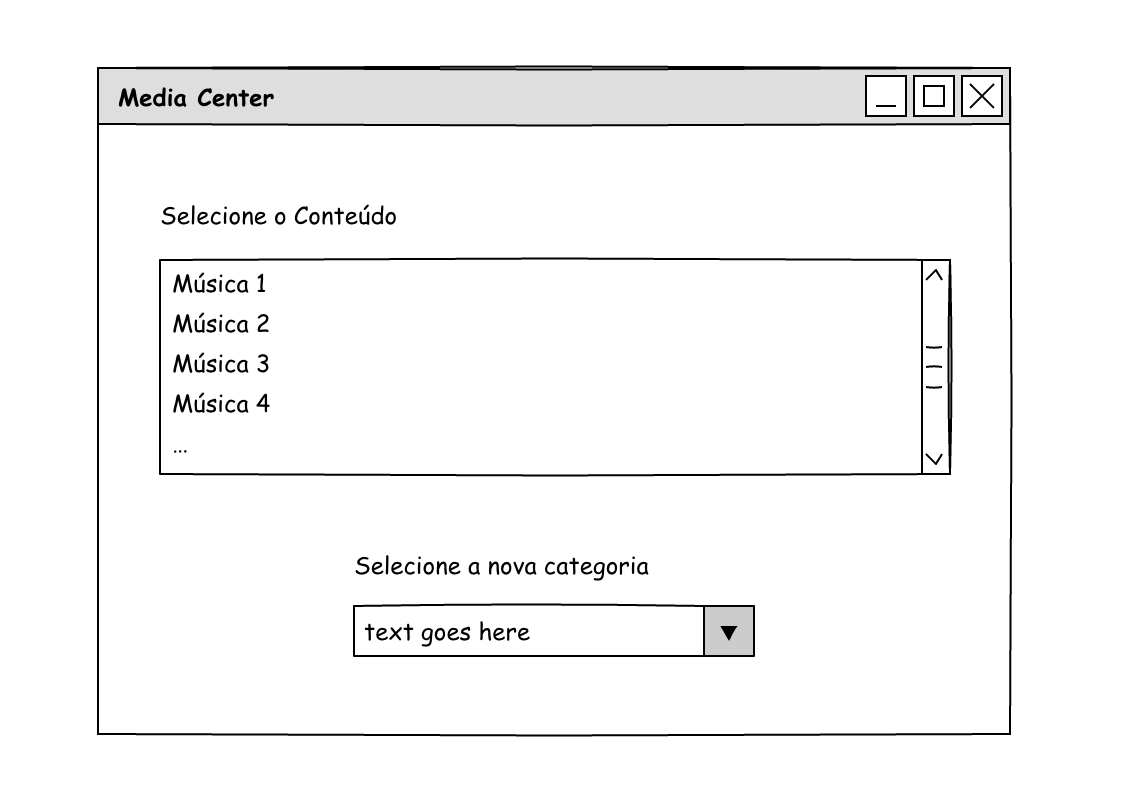 Media Center
Selecione o Conteúdo
Música 1
Música 2
Música 3
Música 4
...
Selecione a nova categoria
text goes here